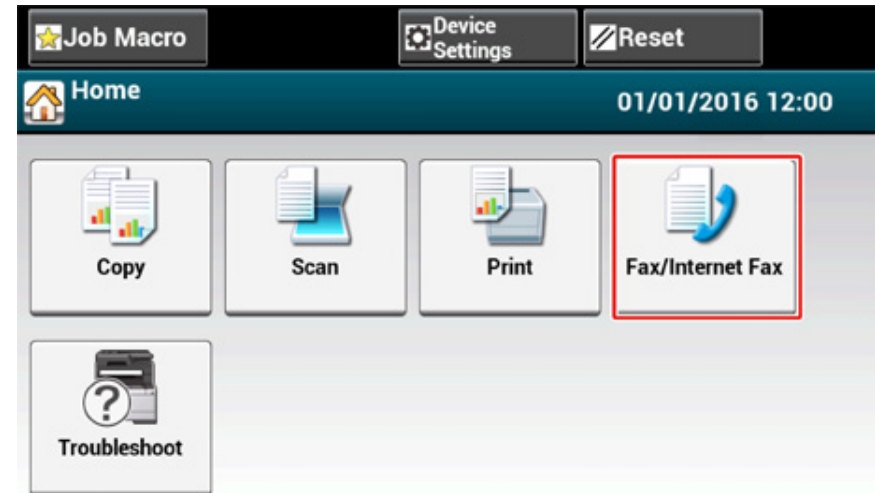 Job Macro
Device
Settings
Reset
Home
01/01/2016 12:00
Copy
Scan
Print
Fax/Internet Fax
?
Troubleshoot